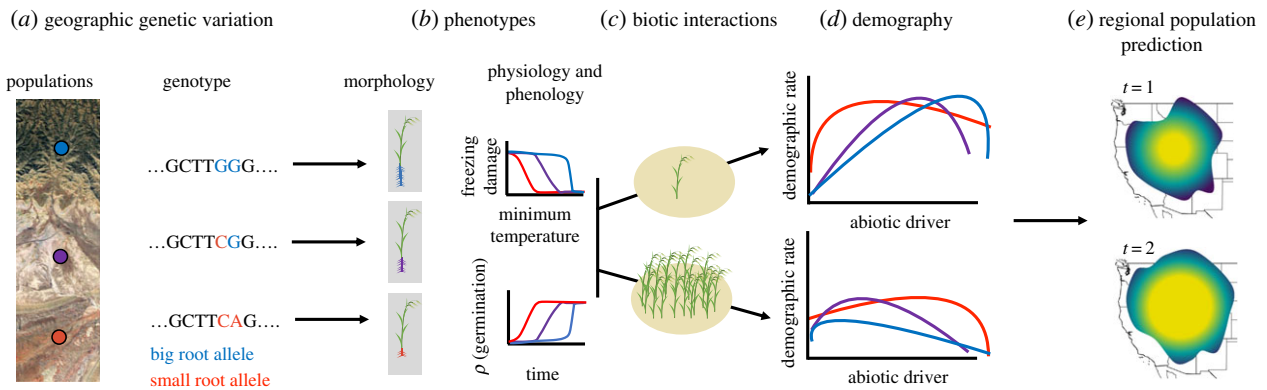 (a) geographic genetic variation
populations
genotype
…GCTTGGG….
…GCTTCGG….
…GCTTCAG….
big root allele
small root allele
(b) phenotypes
morphology
physiology and
phenology
freezing
damage
minimum
temperature
ρ (germination)
time
(c) biotic interactions
(d) demography
demographic rate
abiotic driver
demographic rate
abiotic driver
(e) regional population
prediction
t = 1
t = 2